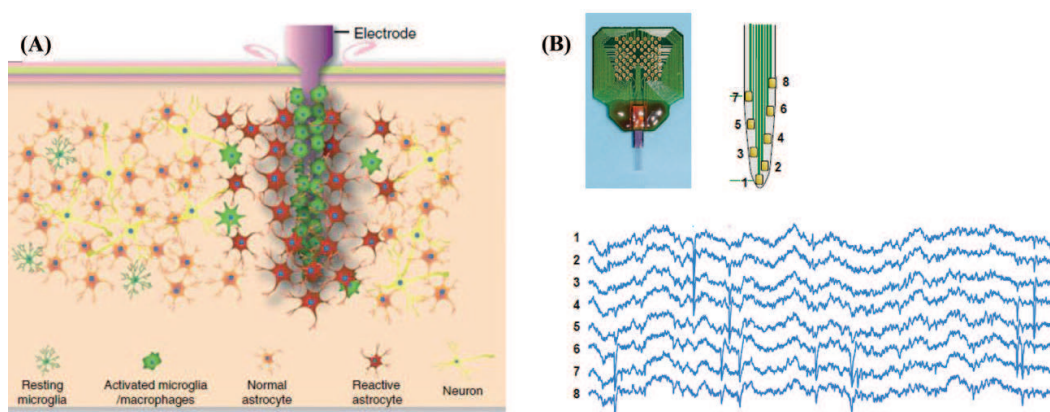 (A)
Electrode
Resting
microglia
Activated microglia
/macrophages
Normal
astrocyte
Reactive
astrocyte
Neuron
(B)
8
7
6
5
4
3
2
1
1
2
3
4
5
6
7
8